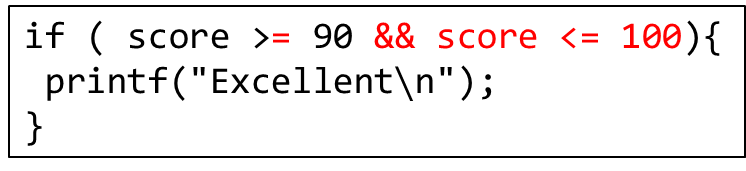 if ( score >= 90 && score <= 100){
 printf("Excellent\n");
}